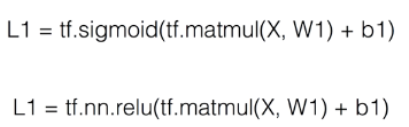 L1 = tf.sigmoid(tf.matmul(X, W1) + b1)
L1 = tf.nn.relu(tf.matmul(X, W1) + b1)